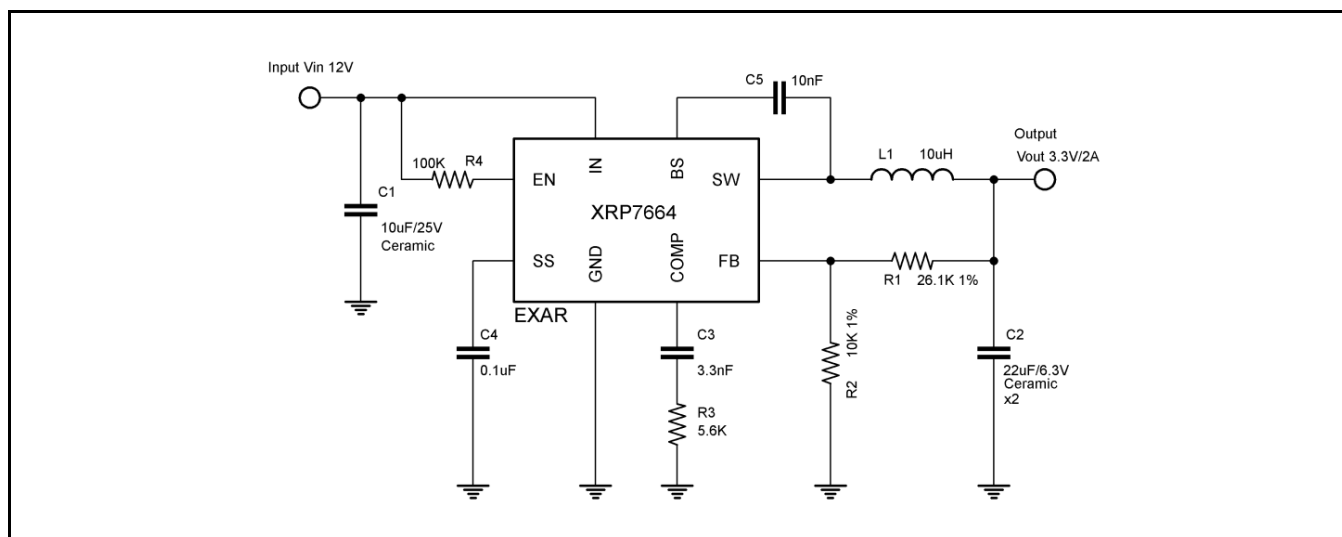 Input Vin 12V
C5
10nF
Output
Vout 3.3V/2A
L1
10uH
100K
R4
EN
IN
BS
SW
C1
10uF/25V
Ceramic
XRP7664
SS
GND
COMP
FB
R1
26.1K 1%
EXAR
C4
0.1uF
C3
3.3nF
10K 1%
R2
C2
22uF/6.3V
Ceramic
x2
R3
5.6K